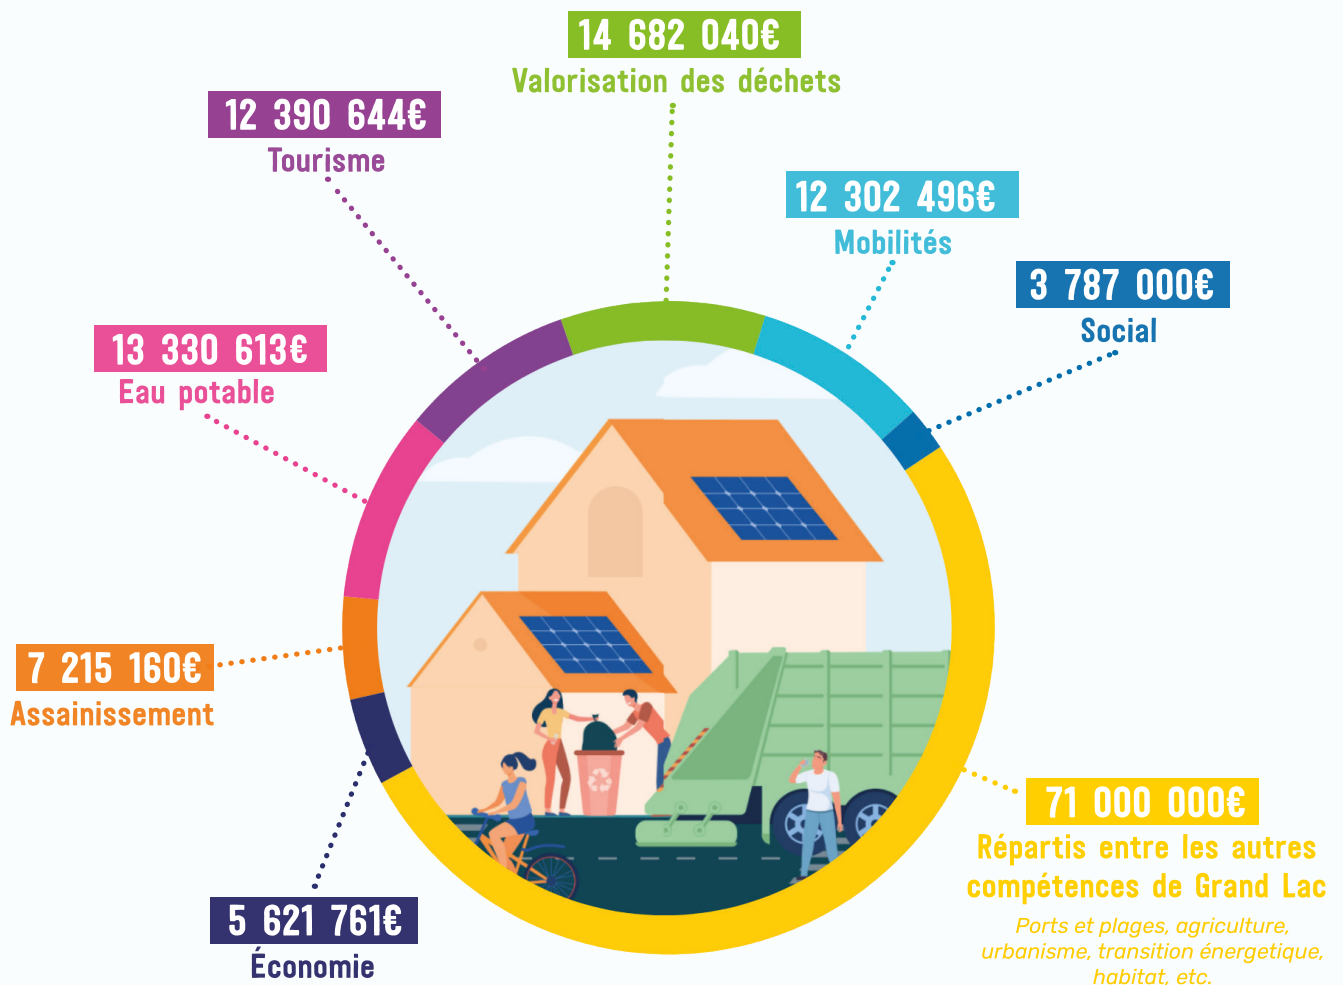 14 682 040€
Valorisation des déchets
12 390 644€
Tourisme
12 302 496€
Mobilités
3 787 000€
Social
13 330 613€
Eau potable
7 215 160€
Assainissement
71 000 000€
Répartis entre les autres
compétences de Grand Lac
Ports et plages, agriculture,
urbanisme, transition énergetique,
habitat, etc.
5 621 761€
Économie